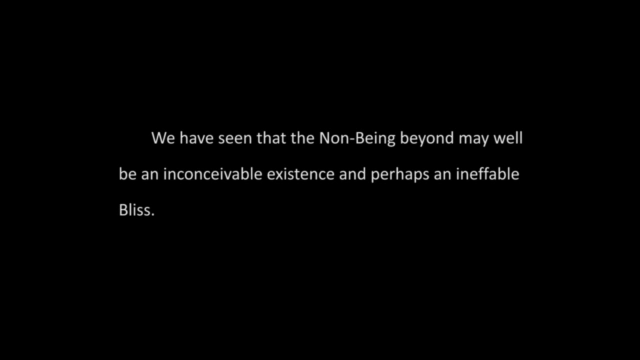 We have seen that the Non-Being beyond may well
be an inconceivable existence and perhaps an ineffable
Bliss.